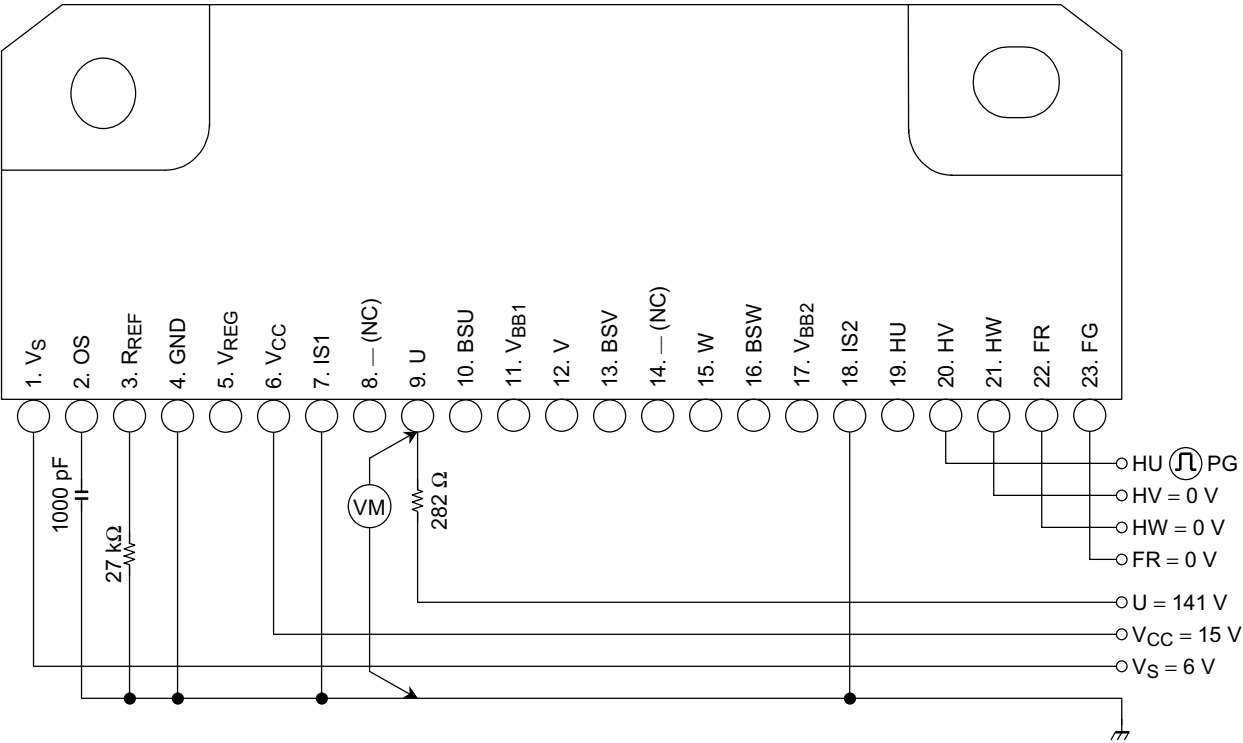 1. VS
2. OS
3. RREF
4. GND
5. VREG
6. VCC
7. IS1
8. — (NC)
9. U
10. BSU
11. VBB1
12. V
13. BSV
14. — (NC)
15. W
16. BSW
17. VBB2
18. IS2
19. HU
20. HV
21. HW
22. FR
23. FG
1000 pF
27 kΩ
VM
282 Ω
HU PG
HV = 0 V
HW = 0 V
FR = 0 V
U = 141 V
VCC = 15 V
VS = 6 V